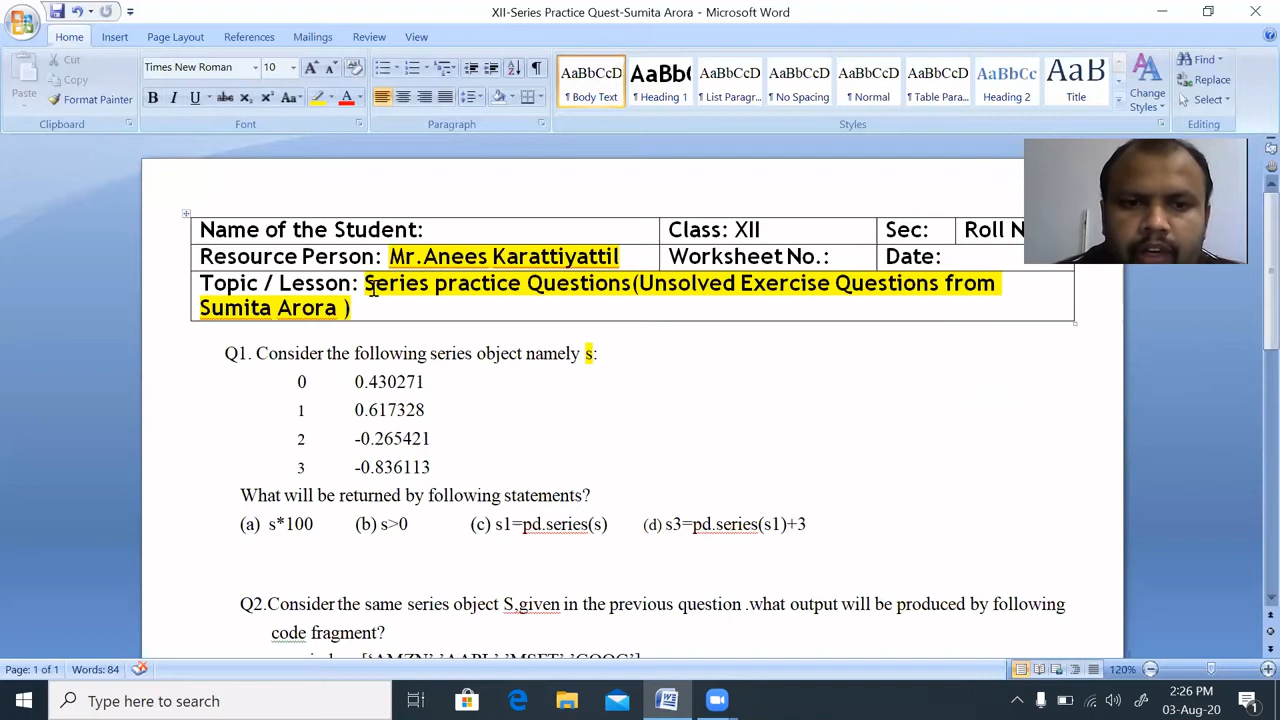 XII-Series Practice Quest-Sumita Arora - Microsoft Word
Home Insert Page Layout References Mailings Review View
Paste
Cut
Copy
Format Painter
Clipboard
Times New Roman 10
Font
Paragraph
AaBbCcD AaBb( AaBbCcD AaBbCcD AaBbCcD AaBbCcD AaBbCc AaB
¶ Body Text Heading 1 ¶ List Paragr... ¶ No Spacing ¶ Normal ¶ Table Para... Heading 2 Title
Change Styles
Styles
Find
Replace
Select
Editing
Name of the Student: Class: XII Sec: Roll N
Resource Person: Mr.Anees Karattiyattil Worksheet No.: Date:
Topic / Lesson: Series practice Questions(Unsolved Exercise Questions from
Sumita Arora )
Q1. Consider the following series object namely s:
0 0.430271
1 0.617328
2 -0.265421
3 -0.836113
What will be returned by following statements?
(a) s*100 (b) s>0 (c) s1=pd.series(s) (d) s3=pd.series(s1)+3
Q2.Consider the same series object S,given in the previous question .what output will be produced by following
code fragment?
['AMZN','AAPL','MSFT','GOOG']
Page: 1 of 1 Words: 84 120%
Type here to search
2:26 PM
03-Aug-20